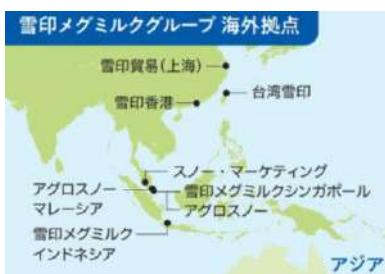 雪印メグミルクグループ 海外拠点
雪印貿易(上海)
台湾雪印
雪印香港
スノー・マーケティング
アグロスノー
マレーシア
雪印メグミルクシンガポール
アグロスノー
雪印メグミルク
インドネシア
アジア